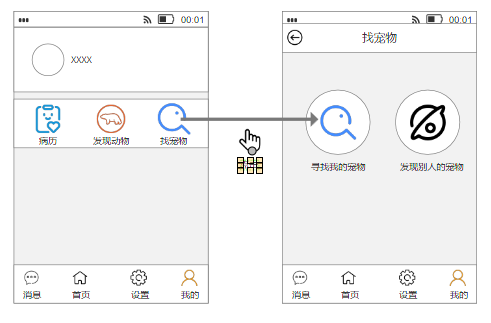 00:01
XXXX
病历 发现动物 找宠物
消息 首页 设置 我的
00:01
找宠物
寻找我的宠物 发现别人的宠物
消息 首页 设置 我的